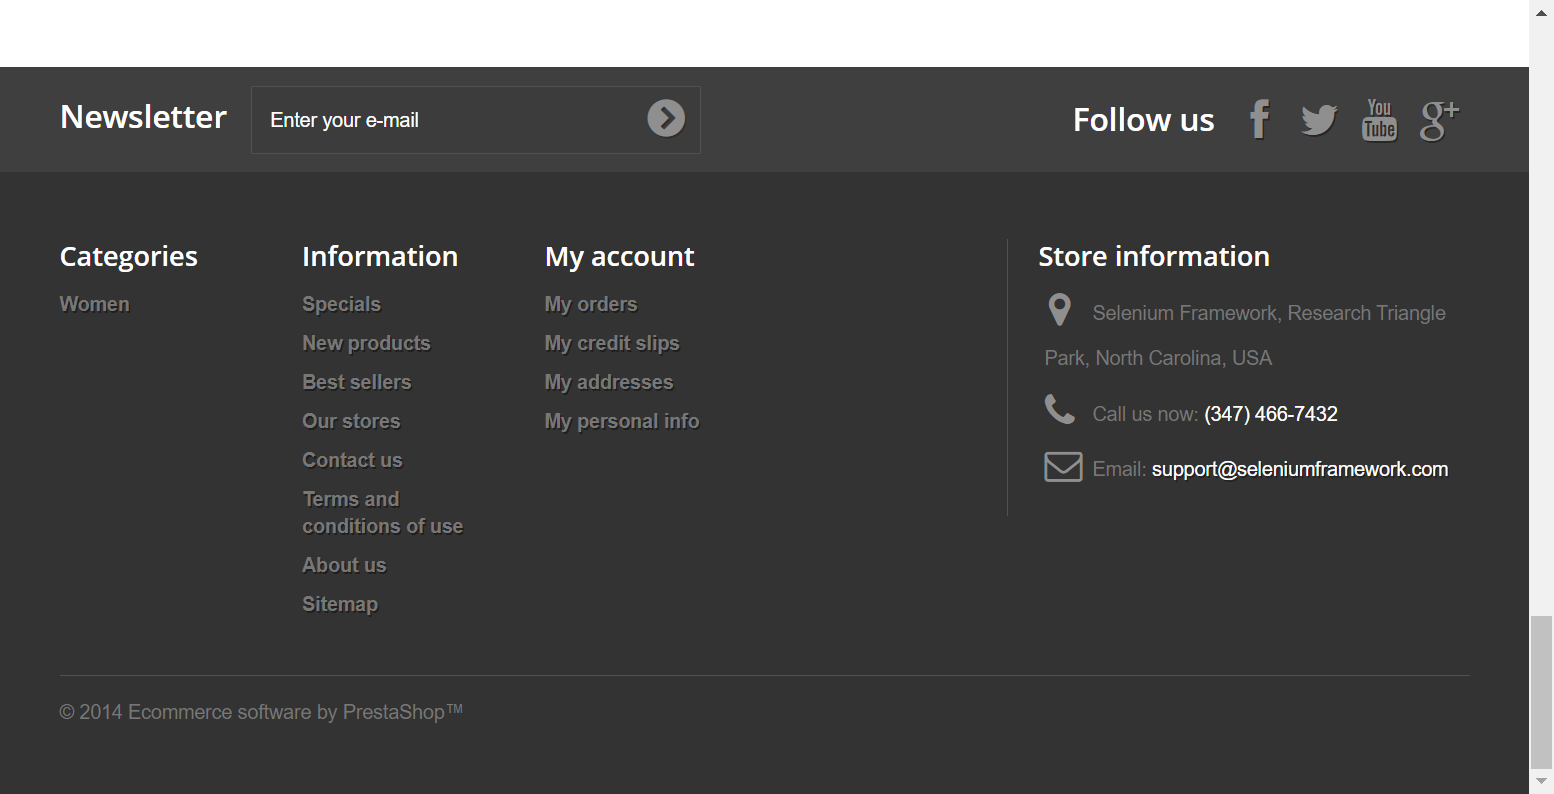 Newsletter
Enter your e-mail
Follow us
You
Tube
g+
Categories
Women
Information
Specials
New products
Best sellers
Our stores
Contact us
Terms and
conditions of use
About us
Sitemap
My account
My orders
My credit slips
My addresses
My personal info
Store information
Selenium Framework, Research Triangle
Park, North Carolina, USA
Call us now: (347) 466-7432
Email: support@seleniumframework.com
© 2014 Ecommerce software by PrestaShop™